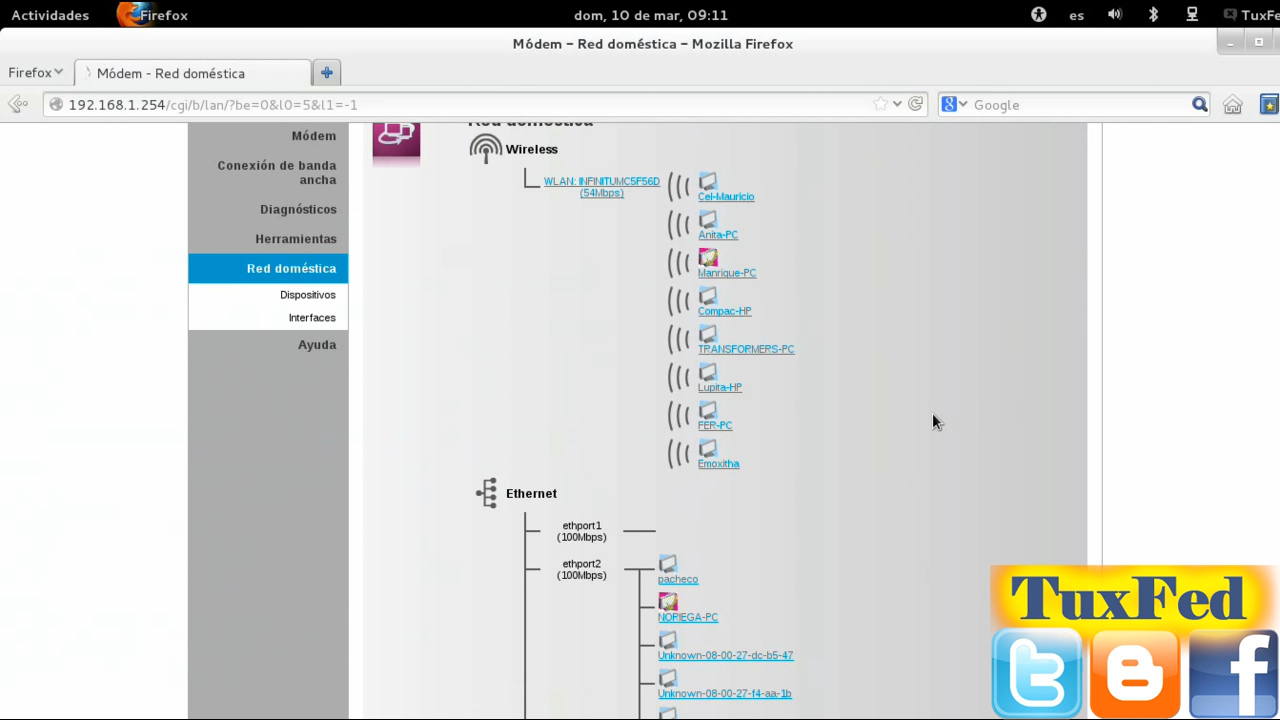 Actividades Firefox dom, 10 de mar, 09:11 es TuxFe
Módem - Red doméstica - Mozilla Firefox
Firefox Módem - Red doméstica
192.168.1.254/cgi/b/lan/?be=0&l0=5&l1=-1 Google
Red doméstica
Módem
Conexión de banda
ancha
Diagnósticos
Herramientas
Red doméstica
Dispositivos
Interfaces
Ayuda
Wireless
WLAN: INFINITUMC5F56D
(54Mbps)
Cel-Mauricio
Anita-PC
Manrique-PC
Compac-HP
TRANSFORMERS-PC
Lupita-HP
FER-PC
Emoxitha
Ethernet
ethport1
(100Mbps)
ethport2
(100Mbps)
pacheco
NORIEGA-PC
Unknown-08-00-27-dc-b5-47
Unknown-08-00-27-f4-aa-1b
TuxFed